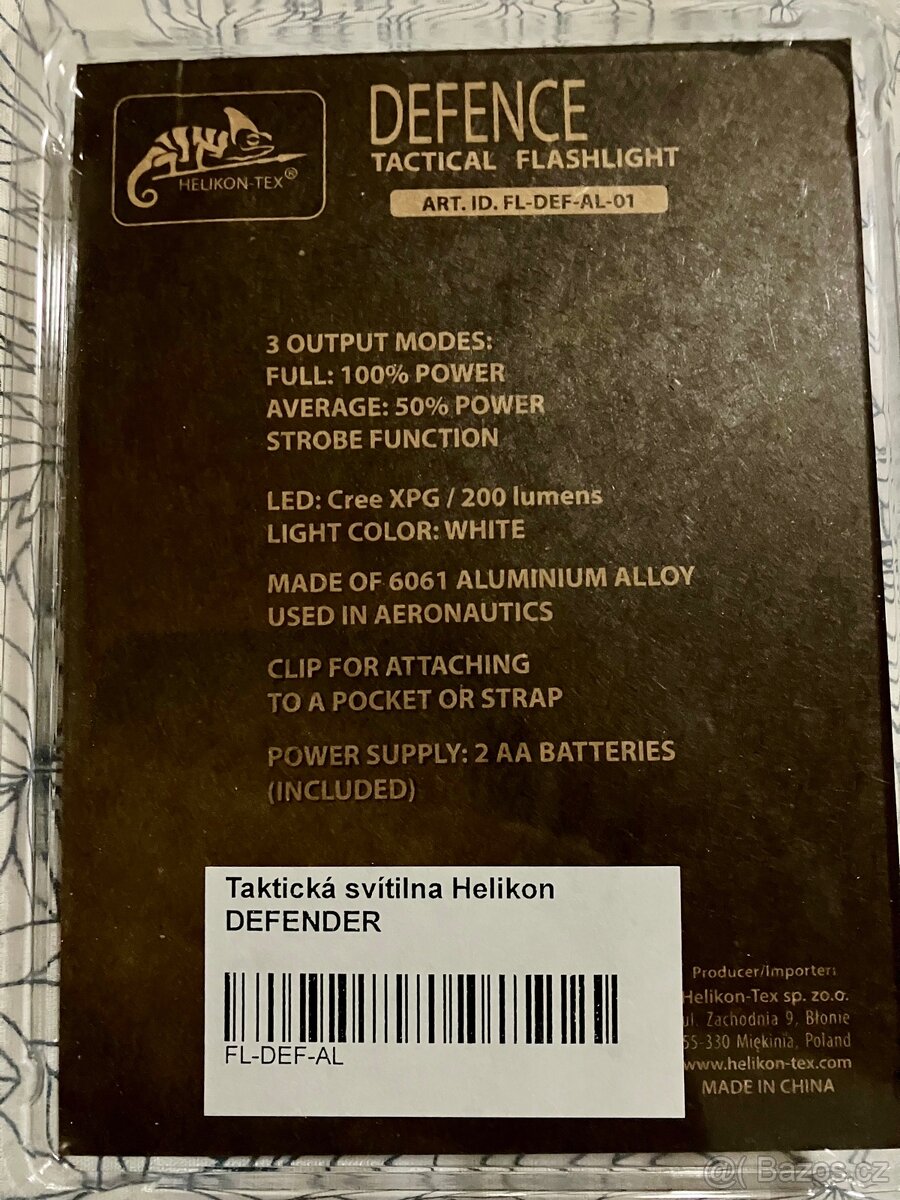 HELIKON-TEX®
DEFENCE
TACTICAL FLASHLIGHT
ART. ID. FL-DEF-AL-01
3 OUTPUT MODES:
FULL: 100% POWER
AVERAGE: 50% POWER
STROBE FUNCTION
LED: Cree XPG / 200 lumens
LIGHT COLOR: WHITE
MADE OF 6061 ALUMINIUM ALLOY
USED IN AERONAUTICS
CLIP FOR ATTACHING
TO A POCKET OR STRAP
POWER SUPPLY: 2 AA BATTERIES
(INCLUDED)
Taktická svítilna Helikon
DEFENDER
FL-DEF-AL
Producer/Importer:
Helikon-Tex sp. zo.o.
ul. Zachodnia 9, Błonie
55-330 Miękinia, Poland
www.helikon-tex.com
MADE IN CHINA
@( Bazos.cz